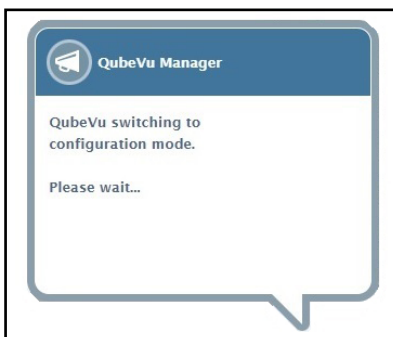 QubeVu Manager
QubeVu switching to
configuration mode.
Please wait...